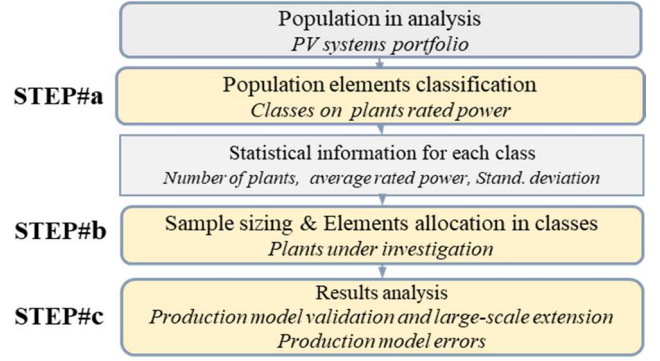 Population in analysis
PV systems portfolio
STEP#a
Population elements classification
Classes on plants rated power
Statistical information for each class
Number of plants, average rated power, Stand. deviation
STEP#b
Sample sizing & Elements allocation in classes
Plants under investigation
STEP#c
Results analysis
Production model validation and large-scale extension
Production model errors